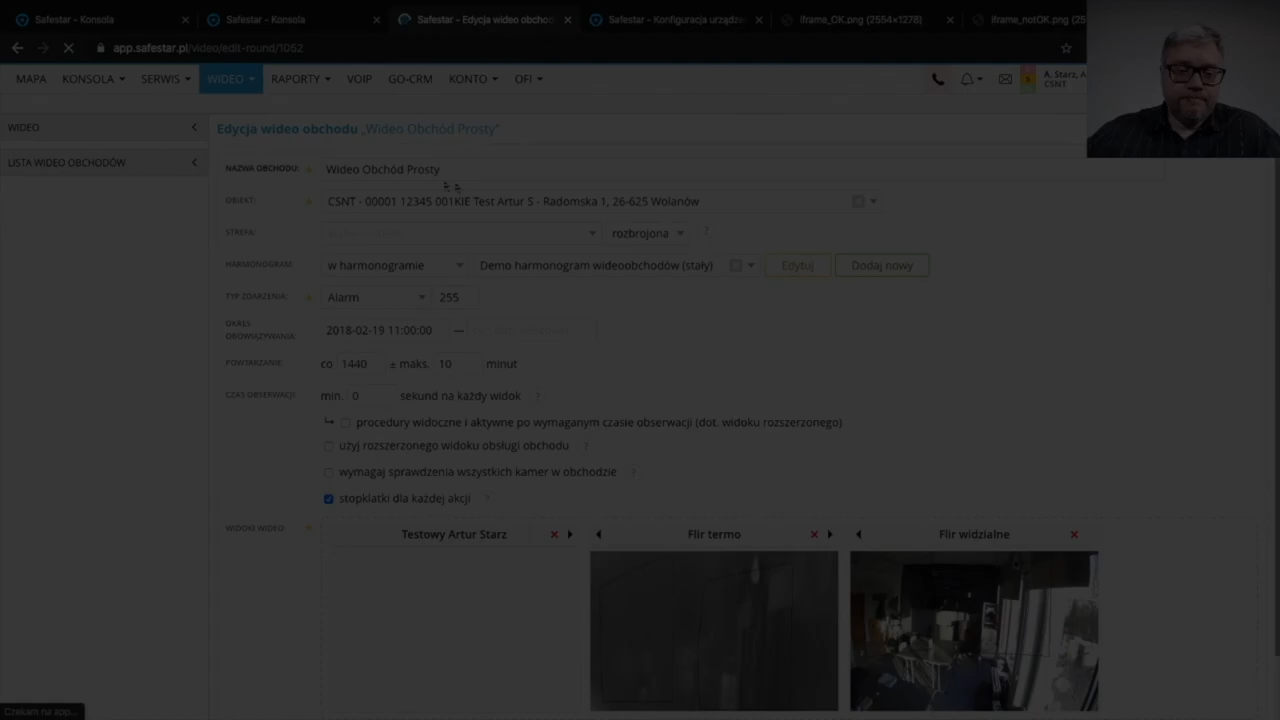 Safestar - Konsola
Safestar - Konsola
Safestar - Edycja wideo obchod
Safestar - Konfiguracja urządze
iframe_OK.png (2554×1278)
iframe_notOK.png (25
app.safestar.pl/video/edit-round/1052
MAPA KONSOLA SERWIS WIDEO RAPORTY VOIP GO-CRM KONTO OFI
A. Starz, A
CSNT
WIDEO
LISTA WIDEO OBCHODÓW
Edycja wideo obchodu „Wideo Obchód Prosty”
NAZWA OBCHODU: Wideo Obchód Prosty
OBIEKT: CSNT - 00001 12345 001KIE Test Artur S - Radomska 1, 26-625 Wolanów
STREFA: rozbrojona ?
HARMONOGRAM: w harmonogramie Demo harmonogram wideoobchodów (stały) Edytuj Dodaj nowy
TYP ZDARZENIA: Alarm 255
OKRES
OBOWIĄZYWANIA: 2018-02-19 11:00:00 —
POWTARZANIE: co 1440 ± maks. 10 minut
CZAS OBSERWACJI: min. 0 sekund na każdy widok ?
procedury widoczne i aktywne po wymaganym czasie obserwacji (dot. widoku rozszerzonego)
użyj rozszerzonego widoku obsługi obchodu ?
wymagaj sprawdzenia wszystkich kamer w obchodzie ?
stopklatki dla każdej akcji ?
WIDOKI WIDEO: Testowy Artur Starz Flir termo Flir widzialne
Czekam na app...